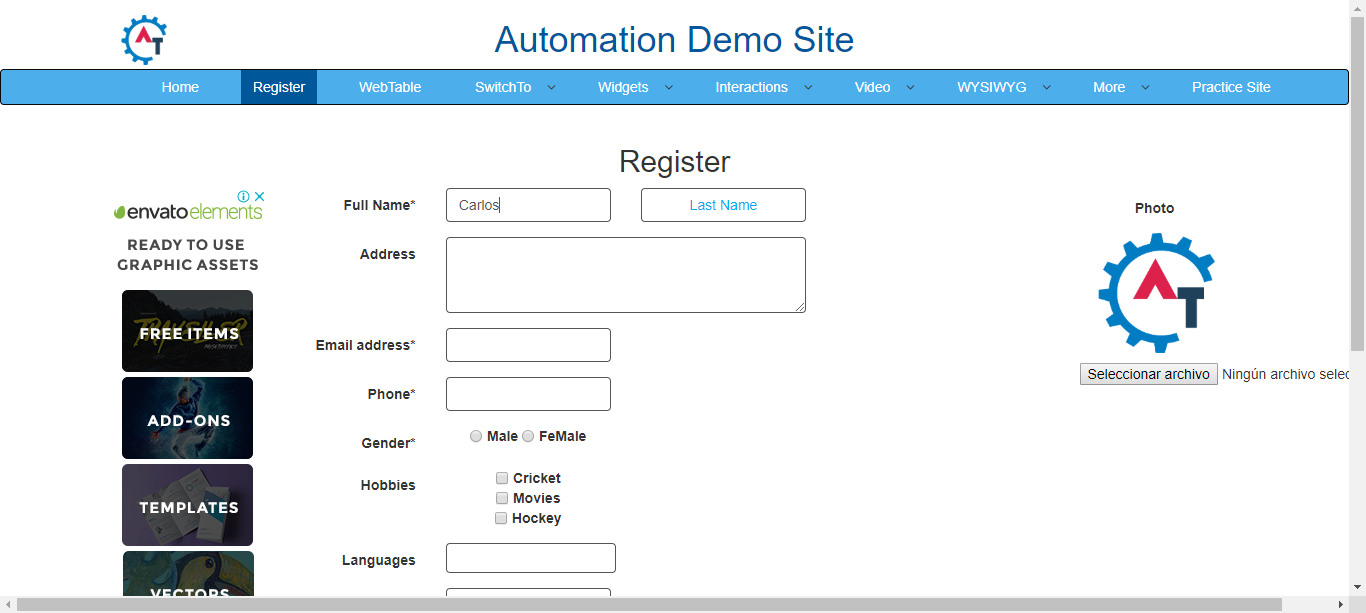 Automation Demo Site
Home Register WebTable SwitchTo Widgets Interactions Video WYSIWYG More Practice Site
Register
envato elements
READY TO USE
GRAPHIC ASSETS
FREE ITEMS
ADD-ONS
TEMPLATES
VECTORS
Full Name* Carlos Last Name
Address
Email address*
Phone*
Gender* Male FeMale
Hobbies Cricket
Movies
Hockey
Languages
Photo
AT
Seleccionar archivo Ningún archivo selec